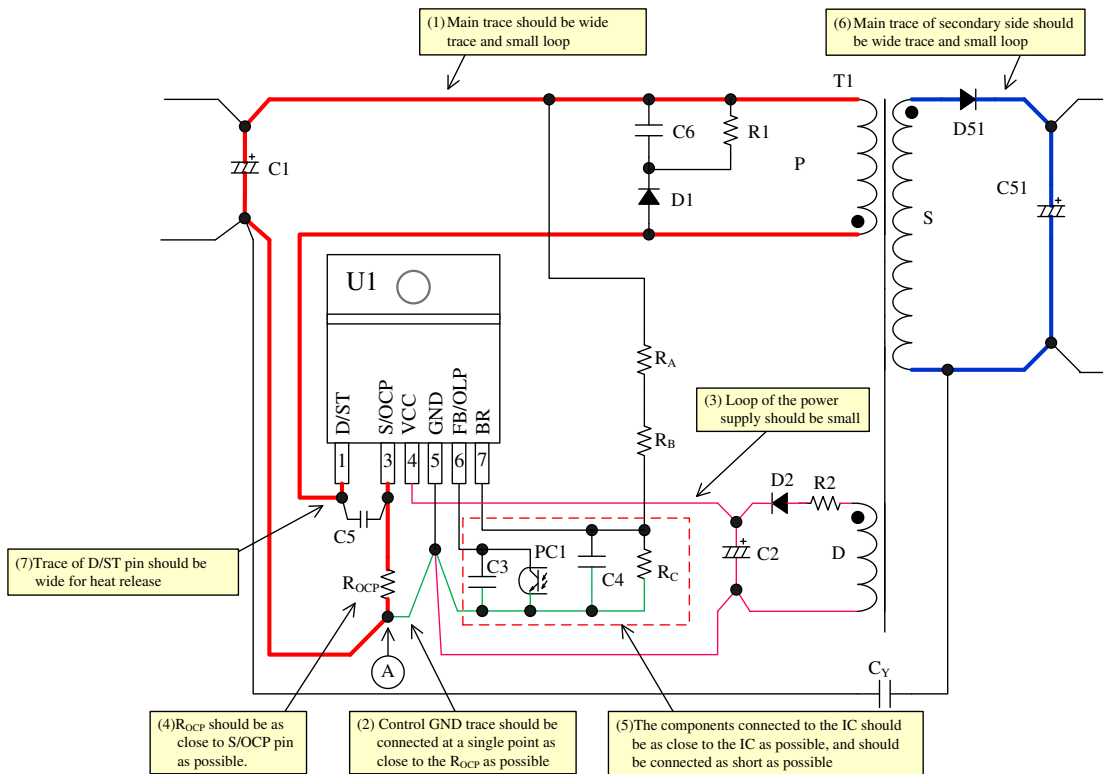 (1) Main trace should be wide
trace and small loop
(6) Main trace of secondary side should
be wide trace and small loop
T1
D51
C6
R1
C1
P
D1
C51
S
U1
RA
D/ST
S/OCP
VCC
GND
FB/OLP
BR
(3) Loop of the power
supply should be small
RB
1
3
4
5
6
7
D2
R2
C5
PC1
(7)Trace of D/ST pin should be
wide for heat release
C3
C4
RC
C2
D
ROCP
A
CY
(4)ROCP should be as
close to S/OCP pin
as possible.
(2) Control GND trace should be
connected at a single point as
close to the ROCP as possible
(5)The components connected to the IC should
be as close to the IC as possible, and should
be connected as short as possible